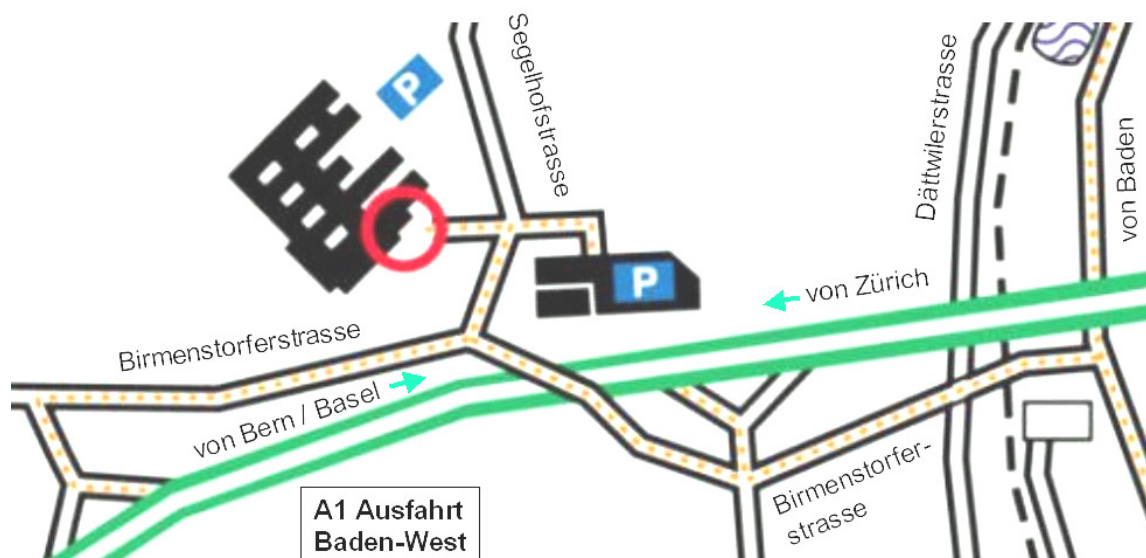 P
Segelhofstrasse
Dättwilerstrasse
von Baden
P
von Zürich
Birmenstorferstrasse
von Bern / Basel
Birmenstorfer-
strasse
A1 Ausfahrt
Baden-West